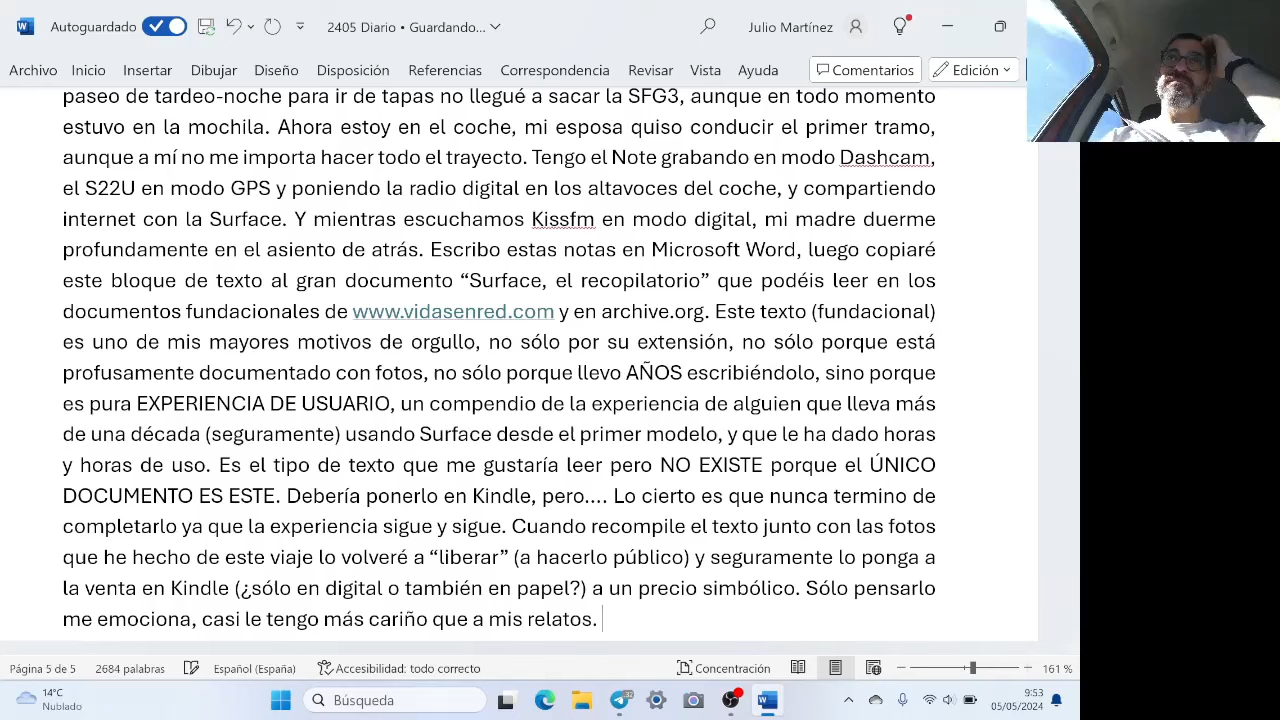 Autoguardado
2405 Diario • Guardando...
Julio Martínez
Archivo Inicio Insertar Dibujar Diseño Disposición Referencias Correspondencia Revisar Vista Ayuda
Comentarios
Edición
paseo de tardeo-noche para ir de tapas no llegué a sacar la SFG3, aunque en todo momento
estuvo en la mochila. Ahora estoy en el coche, mi esposa quiso conducir el primer tramo,
aunque a mí no me importa hacer todo el trayecto. Tengo el Note grabando en modo Dashcam,
el S22U en modo GPS y poniendo la radio digital en los altavoces del coche, y compartiendo
internet con la Surface. Y mientras escuchamos Kissfm en modo digital, mi madre duerme
profundamente en el asiento de atrás. Escribo estas notas en Microsoft Word, luego copiaré
este bloque de texto al gran documento “Surface, el recopilatorio” que podéis leer en los
documentos fundacionales de www.vidasenred.com y en archive.org. Este texto (fundacional)
es uno de mis mayores motivos de orgullo, no sólo por su extensión, no sólo porque está
profusamente documentado con fotos, no sólo porque llevo AÑOS escribiéndolo, sino porque
es pura EXPERIENCIA DE USUARIO, un compendio de la experiencia de alguien que lleva más
de una década (seguramente) usando Surface desde el primer modelo, y que le ha dado horas
y horas de uso. Es el tipo de texto que me gustaría leer pero NO EXISTE porque el ÚNICO
DOCUMENTO ES ESTE. Debería ponerlo en Kindle, pero…. Lo cierto es que nunca termino de
completarlo ya que la experiencia sigue y sigue. Cuando recompile el texto junto con las fotos
que he hecho de este viaje lo volveré a “liberar” (a hacerlo público) y seguramente lo ponga a
la venta en Kindle (¿sólo en digital o también en papel?) a un precio simbólico. Sólo pensarlo
me emociona, casi le tengo más cariño que a mis relatos.
Página 5 de 5
2684 palabras
Español (España)
Accesibilidad: todo correcto
Concentración
161 %
14°C
Nublado
Búsqueda
32
9:53
05/05/2024